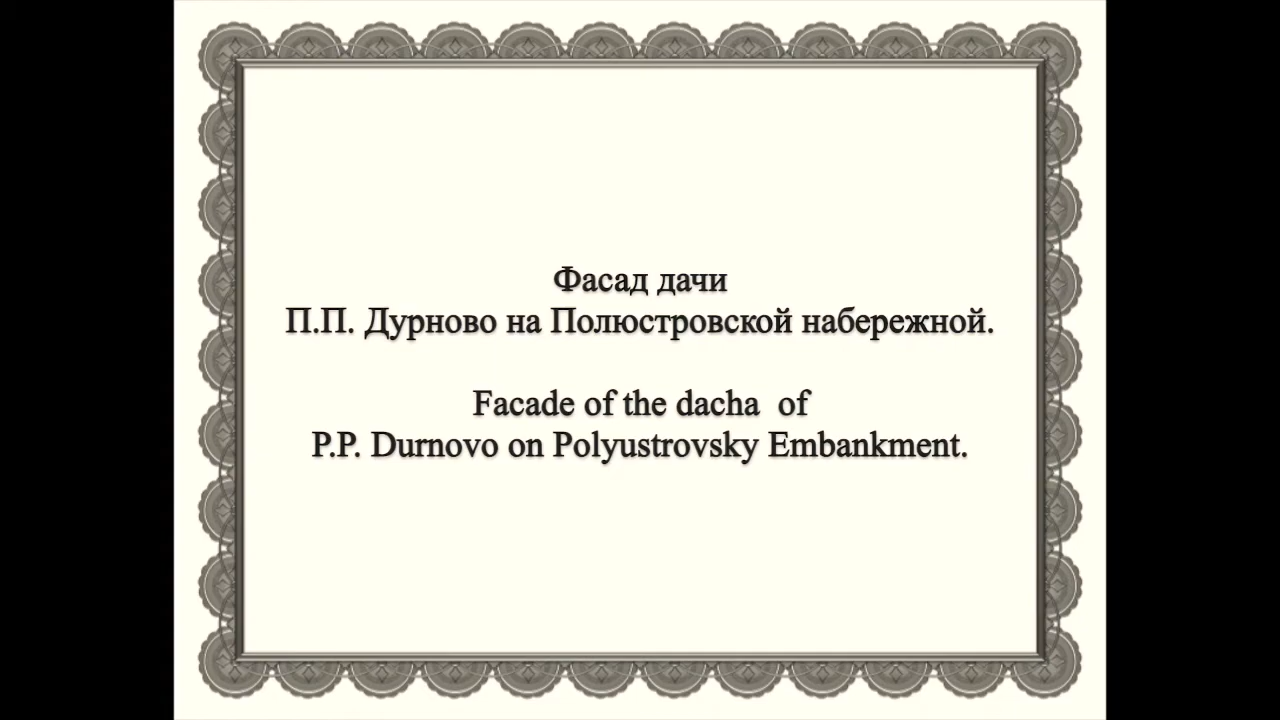 Фасад дачи
П.П. Дурново на Полюстровской набережной.
Facade of the dacha  of
P.P. Durnovo on Polyustrovsky Embankment.